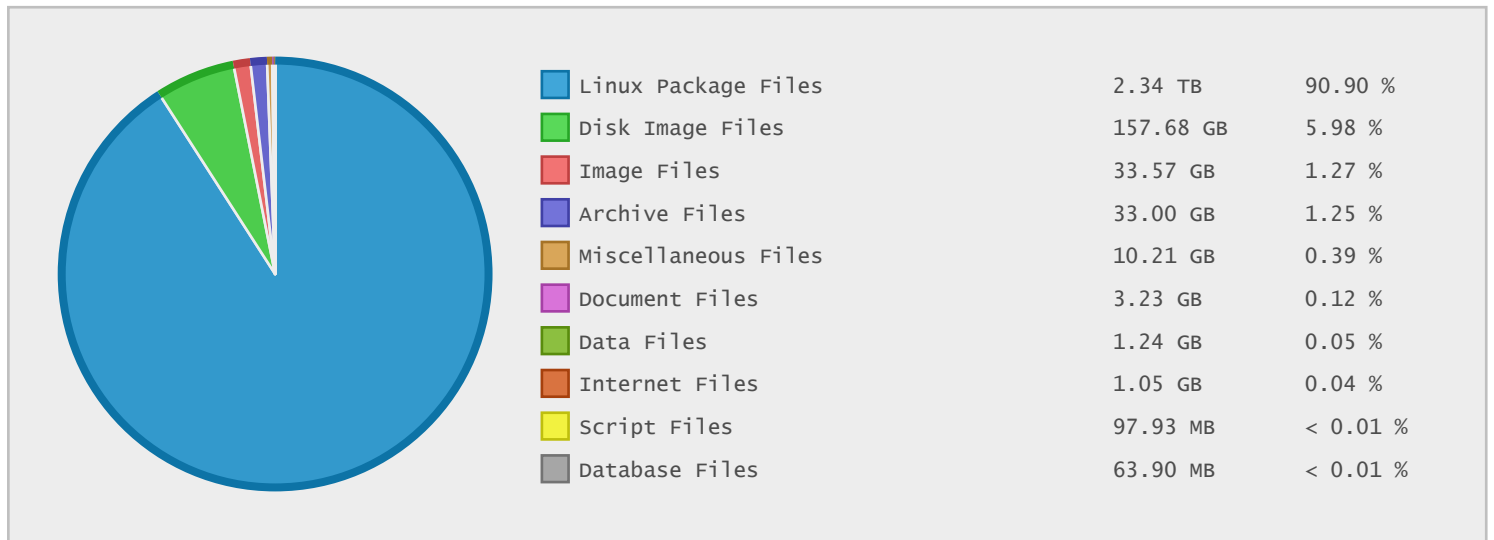 Linux Package Files 2.34 TB 90.90 %
Disk Image Files 157.68 GB 5.98 %
Image Files 33.57 GB 1.27 %
Archive Files 33.00 GB 1.25 %
Miscellaneous Files 10.21 GB 0.39 %
Document Files 3.23 GB 0.12 %
Data Files 1.24 GB 0.05 %
Internet Files 1.05 GB 0.04 %
Script Files 97.93 MB < 0.01 %
Database Files 63.90 MB < 0.01 %